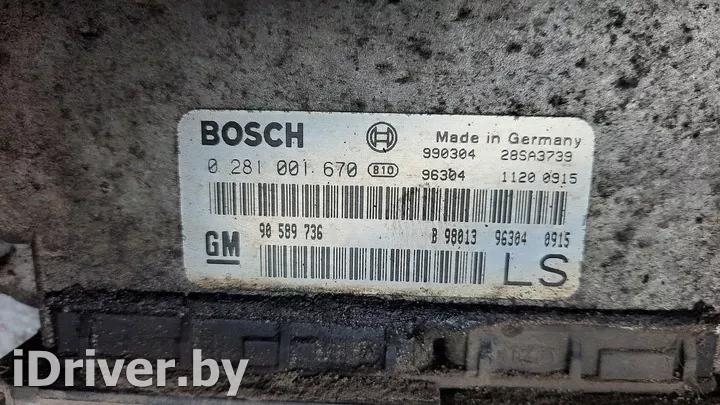 BOSCH
Made in Germany
990304 28SA3739
0 281 001 670 810
96304 1120 0915
GM
90 589 736
B 98013 96304 0915
LS
iDriver.by